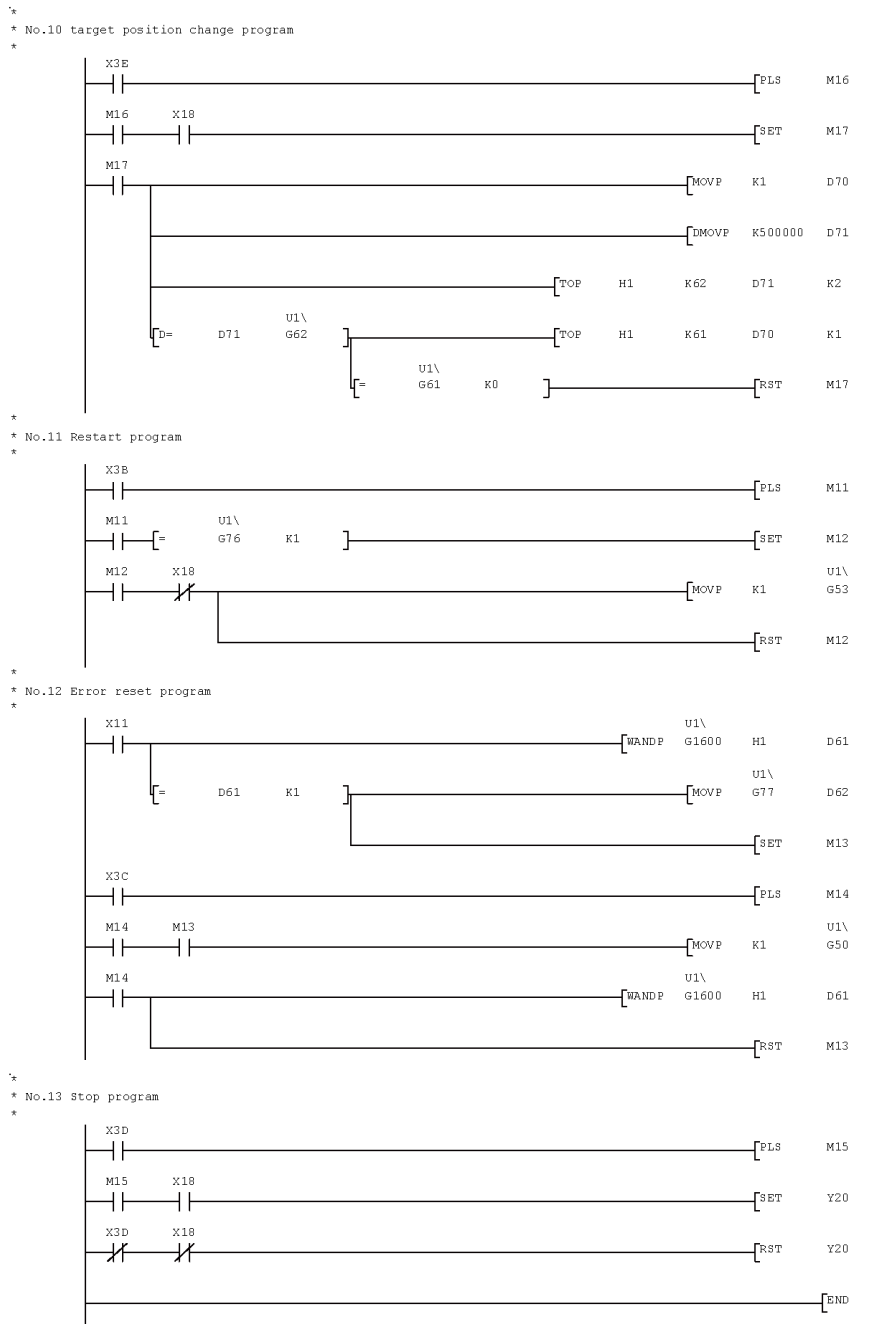 *
* No.10 target position change program
*
X3E
PLS M16
M16 X18
SET M17
M17
MOVP K1 D70
DMOVP K500000 D71
TOP H1 K62 D71 K2
U1\
D= D71 G62 TOP H1 K61 D70 K1
U1\
= G61 K0 RST M17
*
* No.11 Restart program
*
X3B
PLS M11
M11 U1\
= G76 K1 SET M12
M12 X18 U1\
MOVP K1 G53
RST M12
*
* No.12 Error reset program
*
X11 U1\
WANDP G1600 H1 D61
U1\
= D61 K1 MOVP G77 D62
SET M13
X3C
PLS M14
M14 M13 U1\
MOVP K1 G50
M14 U1\
WANDP G1600 H1 D61
RST M13
*
* No.13 Stop program
*
X3D
PLS M15
M15 X18
SET Y20
X3D X18
RST Y20
END